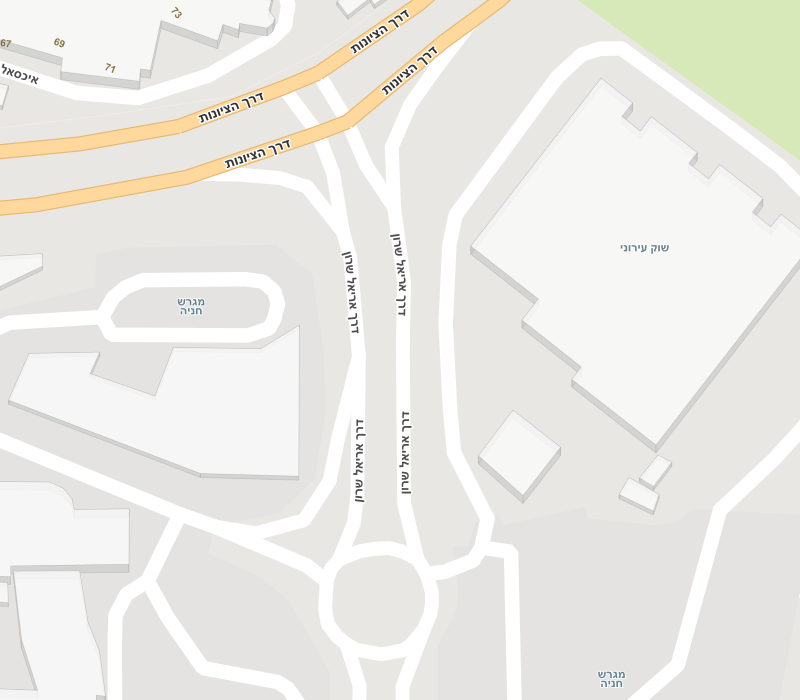 73
69
67
71
איכסאל
דרך הציונות
דרך הציונות
דרך הציונות
דרך הציונות
דרך אריאל שרון
דרך אריאל שרון
שוק עירוני
מגרש
חניה
דרך אריאל שרון
דרך אריאל שרון
מגרש
חניה